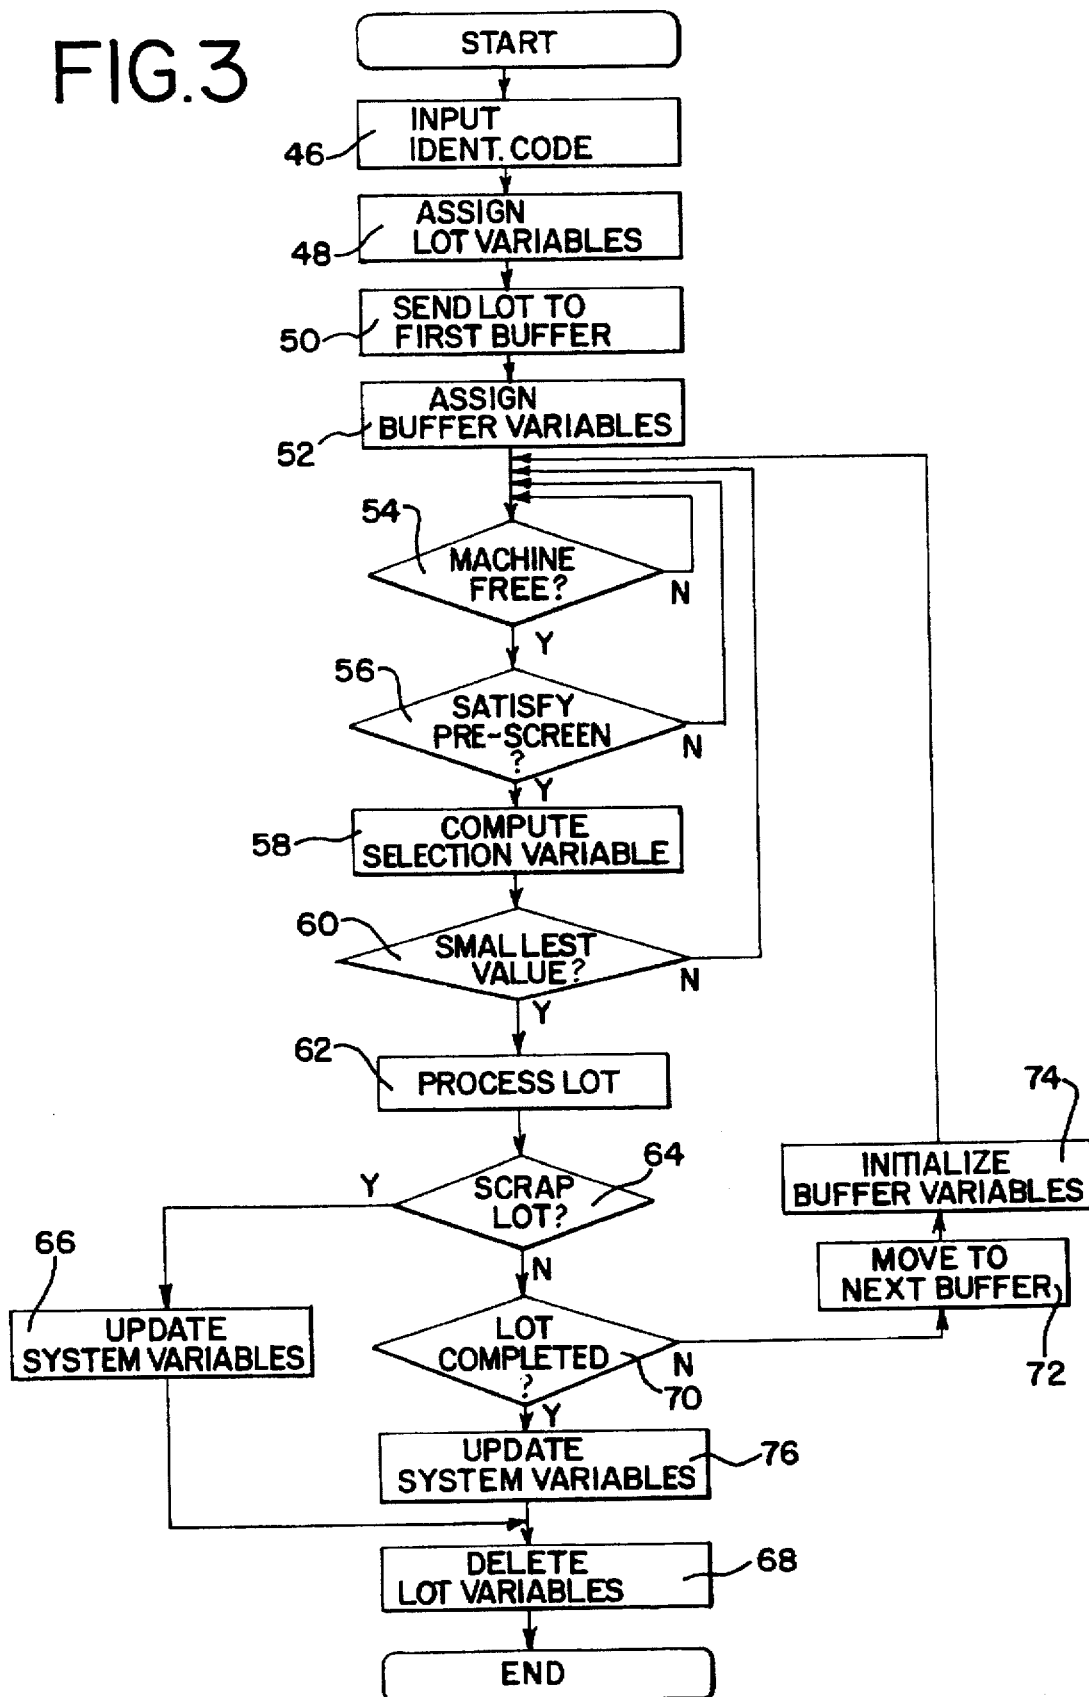 FIG.3
START
46
INPUT
IDENT. CODE
48
ASSIGN
LOT VARIABLES
50
SEND LOT TO
FIRST BUFFER
52
ASSIGN
BUFFER VARIABLES
54
MACHINE
FREE?
N
Y
56
SATISFY
PRE-SCREEN
?
N
Y
58
COMPUTE
SELECTION VARIABLE
60
SMALLEST
VALUE?
N
Y
62
PROCESS LOT
64
SCRAP
LOT?
Y
N
74
INITIALIZE
BUFFER VARIABLES
MOVE TO
NEXT BUFFER
72
66
UPDATE
SYSTEM VARIABLES
LOT
COMPLETED
?
70
N
Y
UPDATE
SYSTEM VARIABLES
76
DELETE
LOT VARIABLES
68
END